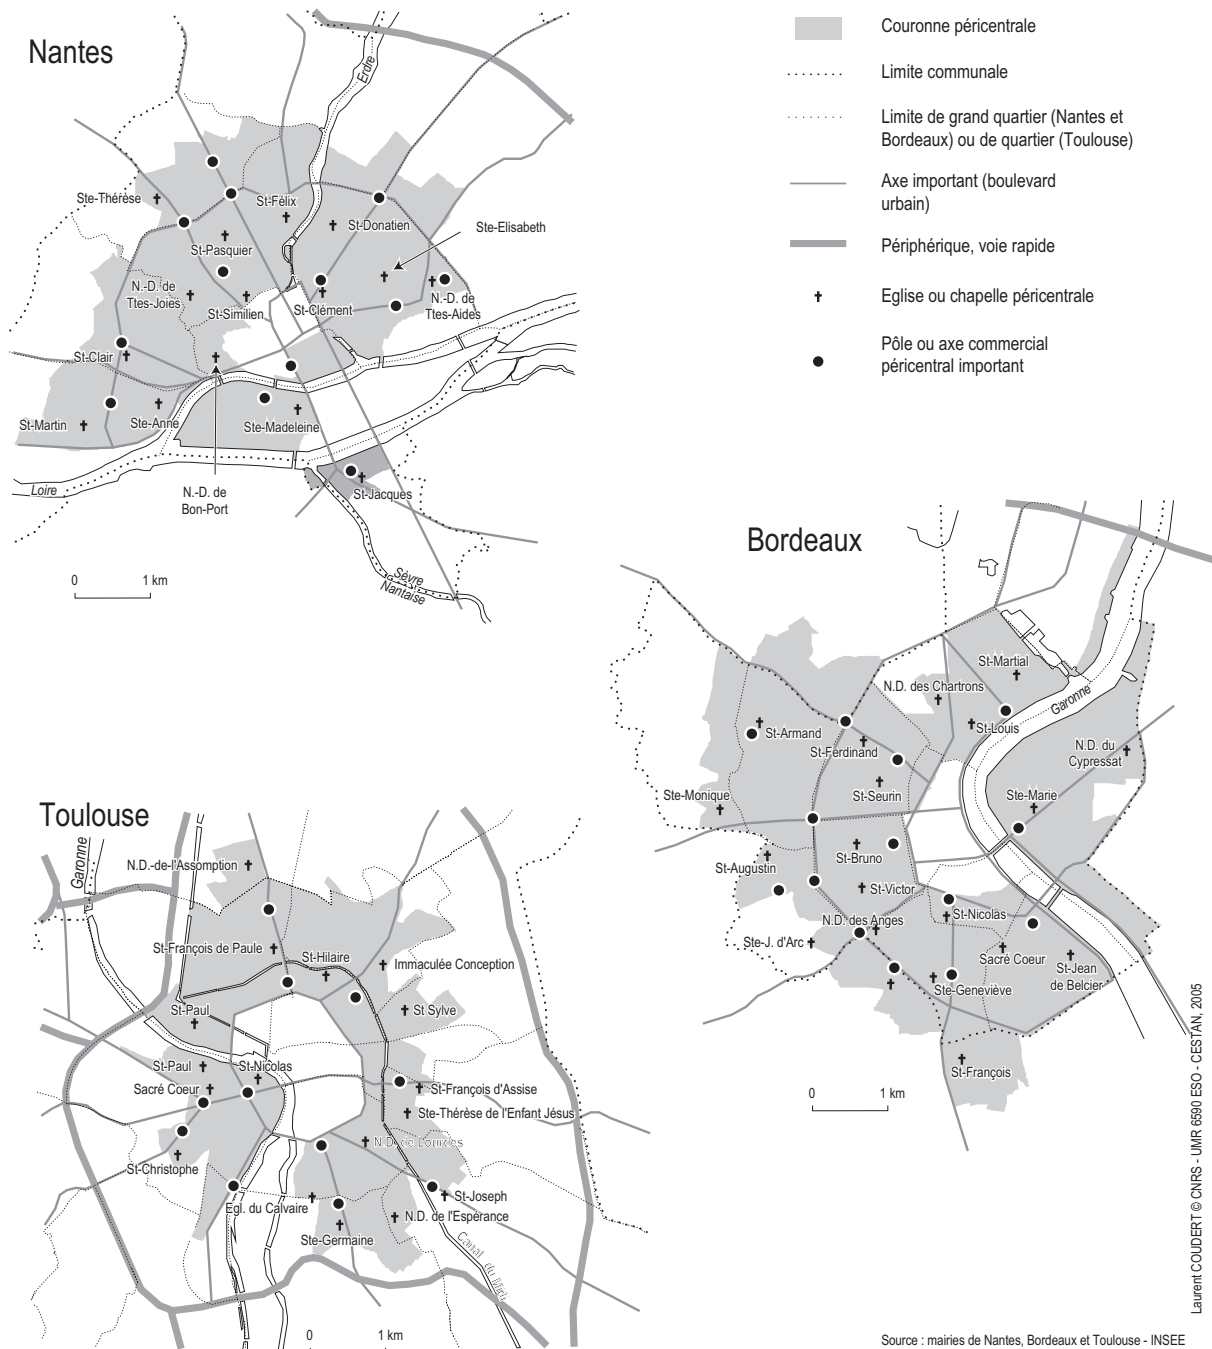 Nantes
Erdre
Ste-Thérèse
St-Félix
St-Donatien
Ste-Elisabeth
St-Pasquier
N.-D. de
Ttes-Joies
St-Similien
St-Clément
N.-D. de
Ttes-Aides
St-Clair
St-Martin
Ste-Anne
Ste-Madeleine
Loire
N.-D. de
Bon-Port
St-Jacques
Sèvre
Nantaise
0 1 km
Couronne péricentrale
Limite communale
Limite de grand quartier (Nantes et
Bordeaux) ou de quartier (Toulouse)
Axe important (boulevard
urbain)
Périphérique, voie rapide
Eglise ou chapelle péricentrale
Pôle ou axe commercial
péricentral important
Bordeaux
St-Martial
N.D. des Chartrons
Garonne
St-Louis
St-Armand
St-Ferdinand
N.D. du
Cypressat
St-Seurin
Ste-Monique
Ste-Marie
St-Bruno
St-Augustin
St-Victor
St-Nicolas
N.D. des Anges
Ste-J. d'Arc
Sacré Coeur
St-Jean
de Belcier
Ste-Geneviève
St-François
0 1 km
Toulouse
Garonne
N.D.-de-l'Assomption
St-François de Paule
St-Hilaire
Immaculée Conception
St-Paul
St Sylve
St-Paul
St-Nicolas
Sacré Coeur
St-François d'Assise
Ste-Thérèse de l'Enfant Jésus
N.D. de Lourdes
St-Christophe
St-Joseph
Egl. du Calvaire
N.D. de l'Espérance
Ste-Germaine
Canal du Midi
0 1 km
Laurent COUDERT © CNRS - UMR 6590 ESO - CESTAN, 2005
Source : mairies de Nantes, Bordeaux et Toulouse - INSEE